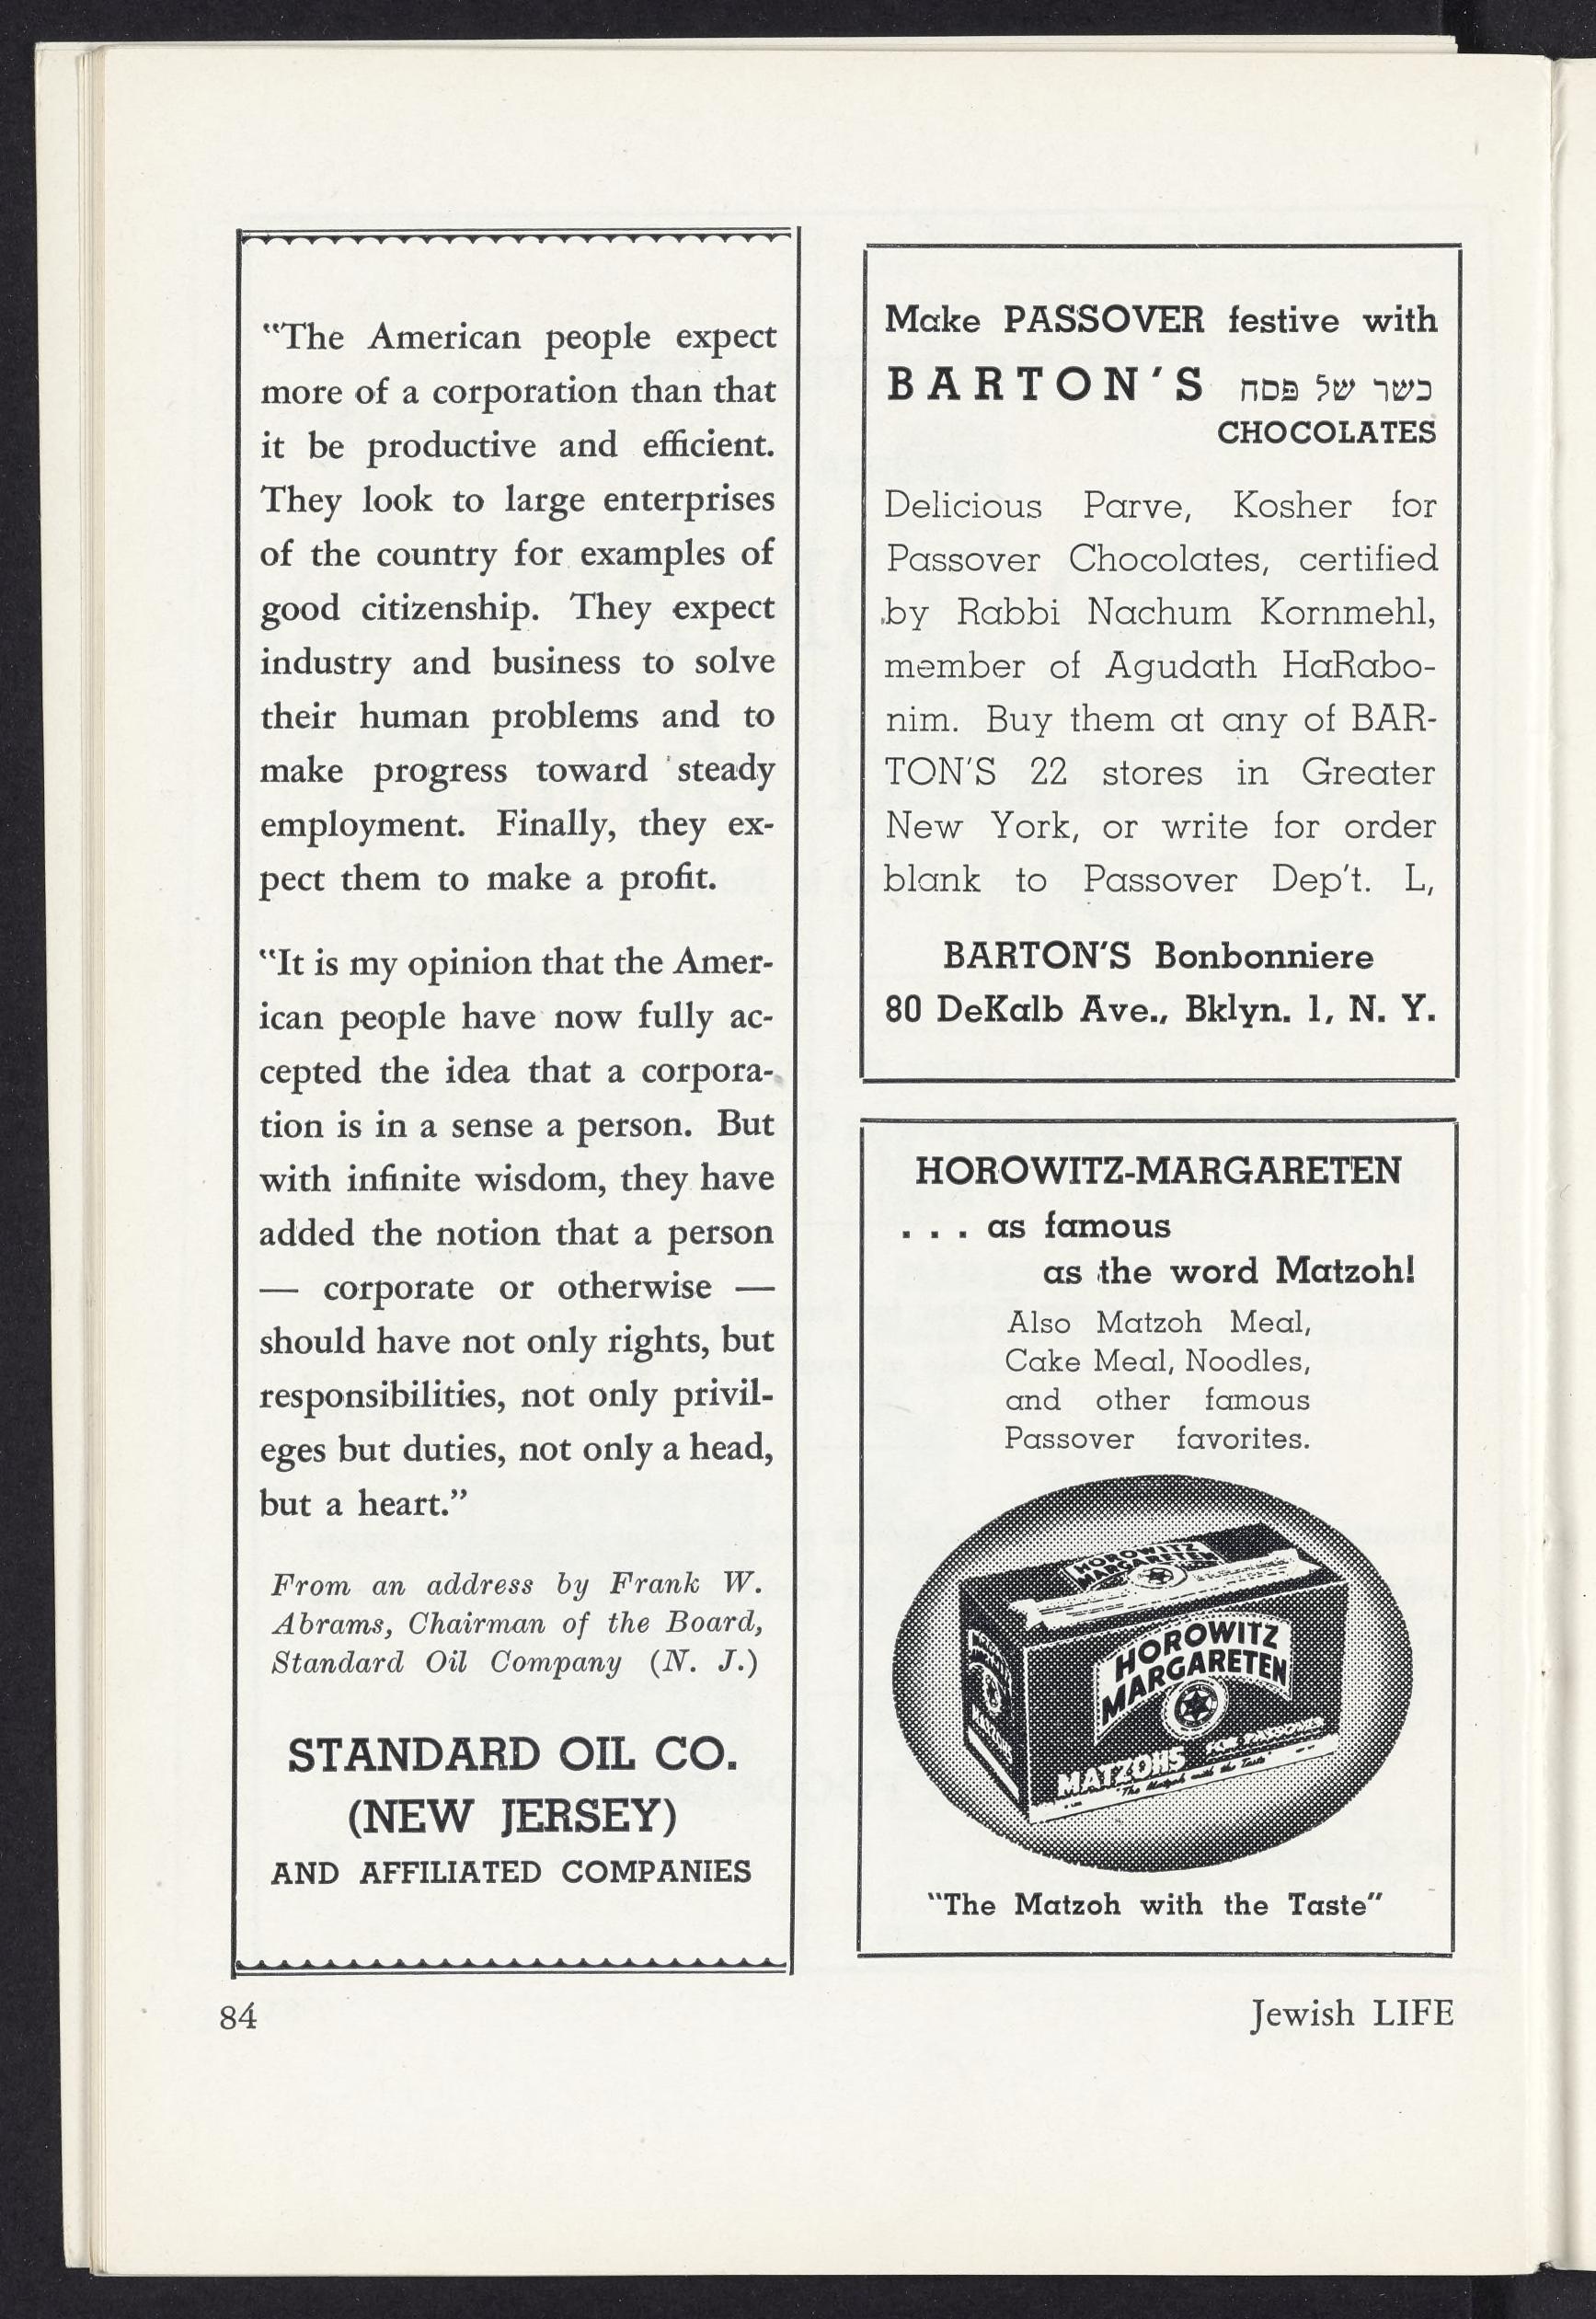 "The American people expect
more of a corporation than that
it be productive and efficient.
They look to large enterprises
of the country for examples of
good citizenship. They expect
industry and business to solve
their human problems and to
make progress toward steady
employment. Finally, they ex-
pect them to make a profit.
"It is my opinion that the Amer-
ican people have now fully ac-
cepted the idea that a corpora-
tion is in a sense a person. But
with infinite wisdom, they have
added the notion that a person
— corporate or otherwise —
should have not only rights, but
responsibilities, not only privil-
eges but duties, not only a head,
but a heart."
From an address by Frank W.
Abrams, Chairman of the Board,
Standard Oil Company (N. J.)
STANDARD OIL CO.
(NEW JERSEY)
AND AFFILIATED COMPANIES
Make PASSOVER festive with
BARTON'S כשר של פסח
CHOCOLATES
Delicious Parve, Kosher for
Passover Chocolates, certified
by Rabbi Nachum Kornmehl,
member of Agudath HaRabo-
nim. Buy them at any of BAR-
TON'S 22 stores in Greater
New York, or write for order
blank to Passover Dep't. L,
BARTON'S Bonbonniere
80 DeKalb Ave., Bklyn. 1, N. Y.
HOROWITZ-MARGARETEN
. . . as famous
as the word Matzoh!
Also Matzoh Meal,
Cake Meal, Noodles,
and other famous
Passover favorites.
HOROWITZ
MARGARETEN
HOROWITZ
MARGARETEN
MATZOHS FOR PASSOVER
"The Matzoh with the Taste"
"The Matzoh with the Taste"
84
Jewish LIFE